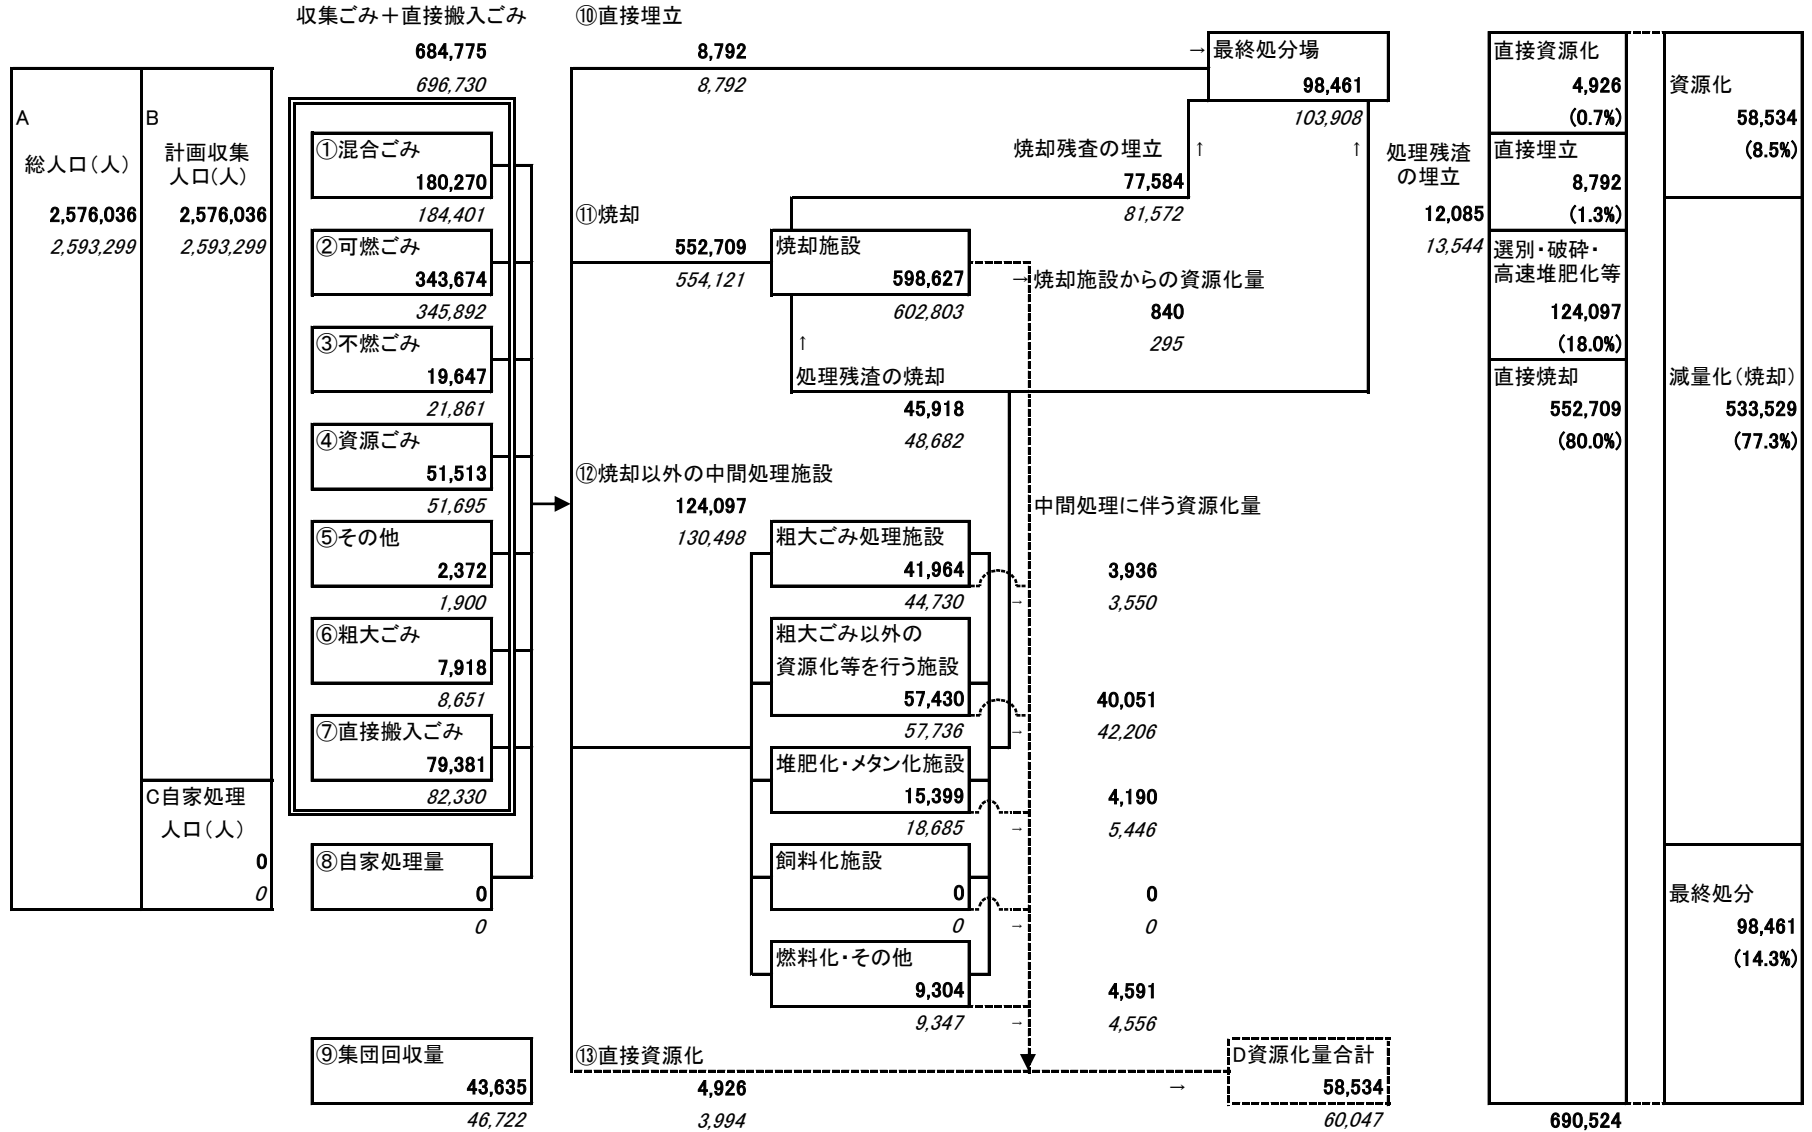 収集ごみ＋直接搬入ごみ
684,775
696,730
A
総人口（人）
2,576,036
2,593,299
B
計画収集
人口（人）
2,576,036
2,593,299
C自家処理
人口（人）
0
0
①混合ごみ
180,270
184,401
②可燃ごみ
343,674
345,892
③不燃ごみ
19,647
21,861
④資源ごみ
51,513
51,695
⑤その他
2,372
1,900
⑥粗大ごみ
7,918
8,651
⑦直接搬入ごみ
79,381
82,330
⑧自家処理量
0
0
⑨集団回収量
43,635
46,722
⑩直接埋立
8,792
8,792
→
最終処分場
98,461
103,908
焼却残査の埋立
↑
77,584
81,572
↑
処理残渣
の埋立
12,085
13,544
⑪焼却
552,709
554,121
焼却施設
598,627
602,803
→焼却施設からの資源化量
840
295
↑
処理残渣の焼却
45,918
48,682
⑫焼却以外の中間処理施設
124,097
130,498
中間処理に伴う資源化量
粗大ごみ処理施設
41,964
44,730
→
3,936
3,550
粗大ごみ以外の
資源化等を行う施設
57,430
57,736
→
40,051
42,206
堆肥化・メタン化施設
15,399
18,685
→
4,190
5,446
飼料化施設
0
0
→
0
0
燃料化・その他
9,304
9,347
→
4,591
4,556
⑬直接資源化
4,926
3,994
→
D資源化量合計
58,534
60,047
直接資源化
4,926
(0.7%)
直接埋立
8,792
(1.3%)
選別・破砕・
高速堆肥化等
124,097
(18.0%)
直接焼却
552,709
(80.0%)
690,524
資源化
58,534
(8.5%)
減量化（焼却）
533,529
(77.3%)
最終処分
98,461
(14.3%)